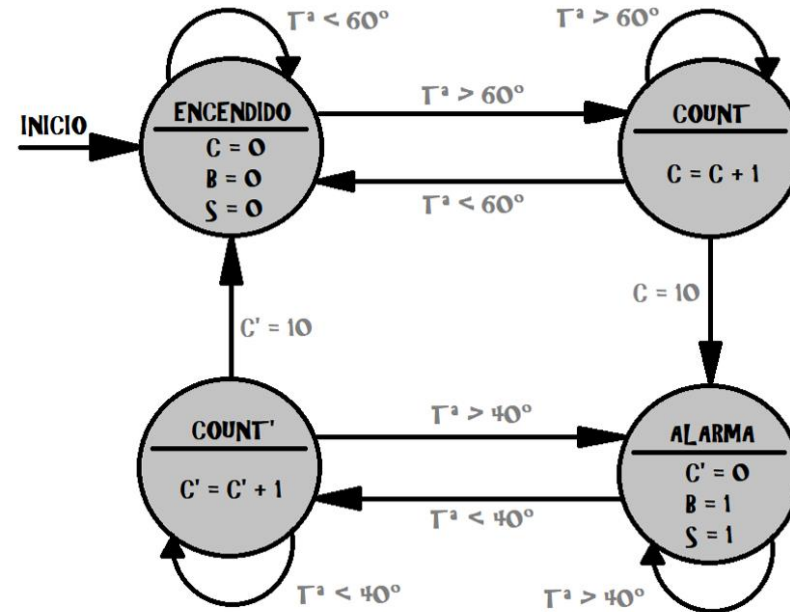 Tª < 60º
Tª > 60º
INICIO
ENCENDIDO
C = 0
B = 0
S = 0
Tª > 60º
Tª < 60º
COUNT
C = C + 1
C' = 10
C = 10
COUNT'
C' = C' + 1
Tª > 40º
Tª < 40º
ALARMA
C' = 0
B = 1
S = 1
Tª < 40º
Tª > 40º